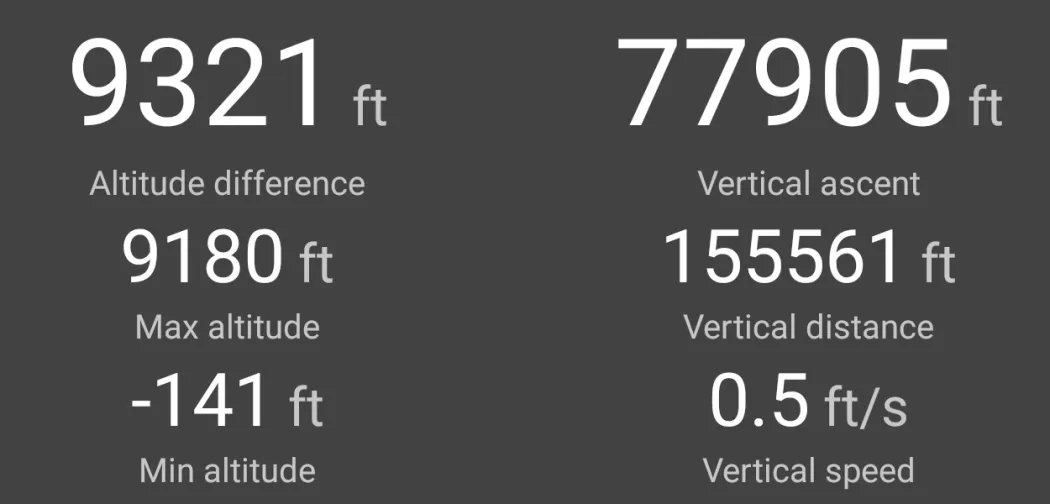 9321 ft 77905 ft
Altitude difference Vertical ascent
9180 ft 155561 ft
Max altitude Vertical distance
-141 ft 0.5 ft/s
Min altitude Vertical speed